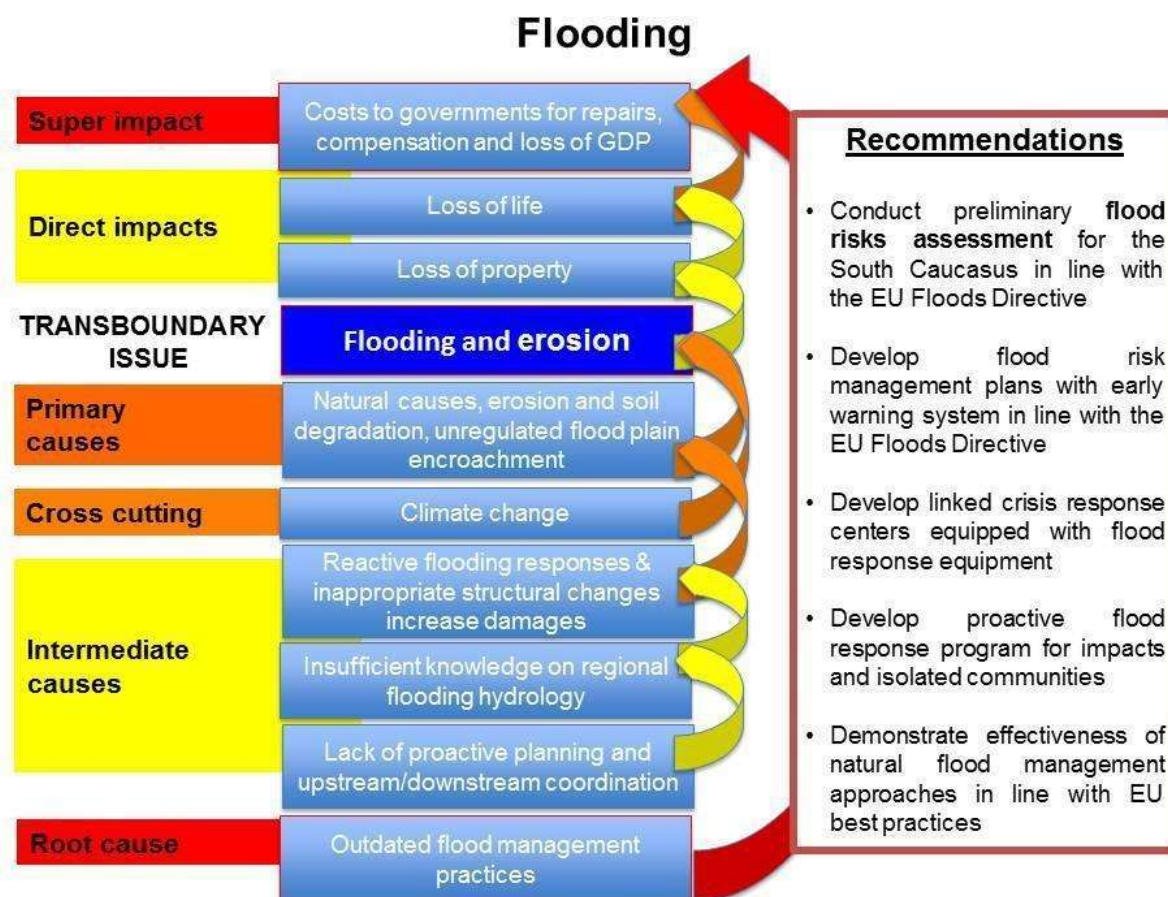 Flooding
Super impact
Costs to governments for repairs,
compensation and loss of GDP
Direct impacts
Loss of life
Loss of property
TRANSBOUNDARY
ISSUE
Flooding and erosion
Primary
causes
Natural causes, erosion and soil
degradation, unregulated flood plain
encroachment
Cross cutting
Climate change
Intermediate
causes
Reactive flooding responses &
inappropriate structural changes
increase damages
Insufficient knowledge on regional
flooding hydrology
Lack of proactive planning and
upstream/downstream coordination
Root cause
Outdated flood management
practices
Recommendations
• Conduct preliminary flood
risks assessment for the
South Caucasus in line with
the EU Floods Directive
• Develop flood risk
management plans with early
warning system in line with the
EU Floods Directive
• Develop linked crisis response
centers equipped with flood
response equipment
• Develop proactive flood
response program for impacts
and isolated communities
• Demonstrate effectiveness of
natural flood management
approaches in line with EU
best practices